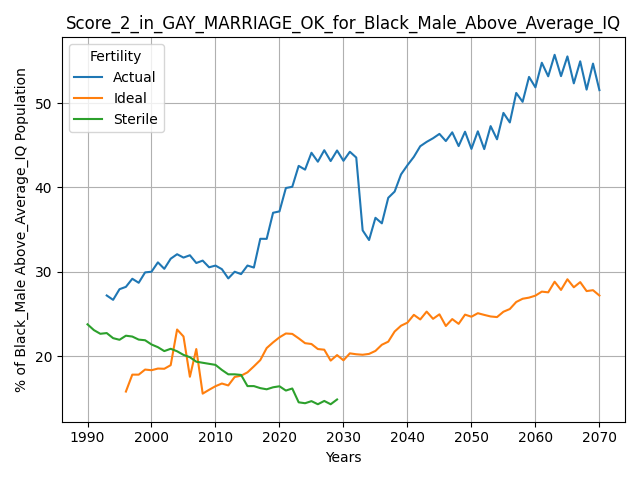 Score_2_in_GAY_MARRIAGE_OK_for_Black_Male_Above_Average_IQ
Fertility
Actual
Ideal
Sterile
% of Black_Male Above_Average_IQ Population
50
40
30
20
1990 2000 2010 2020 2030 2040 2050 2060 2070
Years